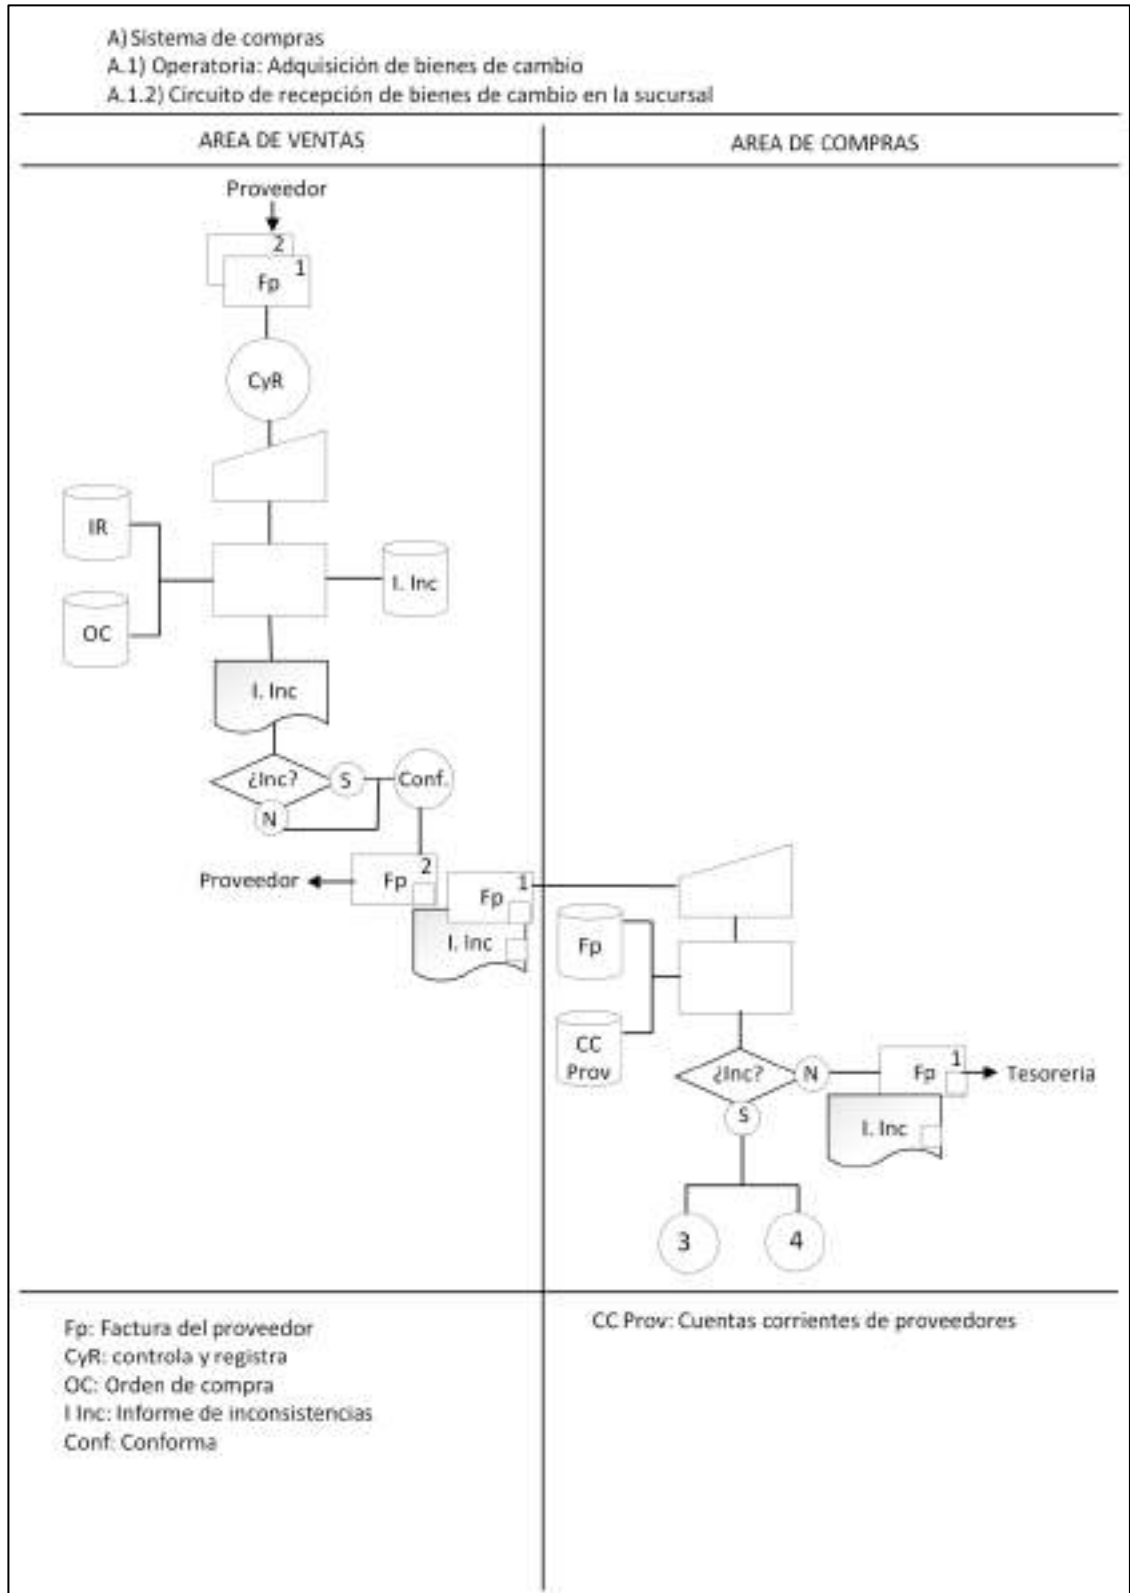 A) Sistema de compras
A.1) Operatoria: Adquisición de bienes de cambio
A.1.2) Circuito de recepción de bienes de cambio en la sucursal
AREA DE VENTAS
AREA DE COMPRAS
Proveedor
2
1
Fp
CyR
IR
I. Inc
OC
I. Inc
¿Inc?
S
Conf.
N
Proveedor
Fp
2
Fp
1
I. Inc
Fp
CC
Prov
¿Inc?
N
Fp
1
Tesoreria
S
I. Inc
3
4
Fp: Factura del proveedor
CyR: controla y registra
OC: Orden de compra
I Inc: Informe de inconsistencias
Conf: Conforma
CC Prov: Cuentas corrientes de proveedores